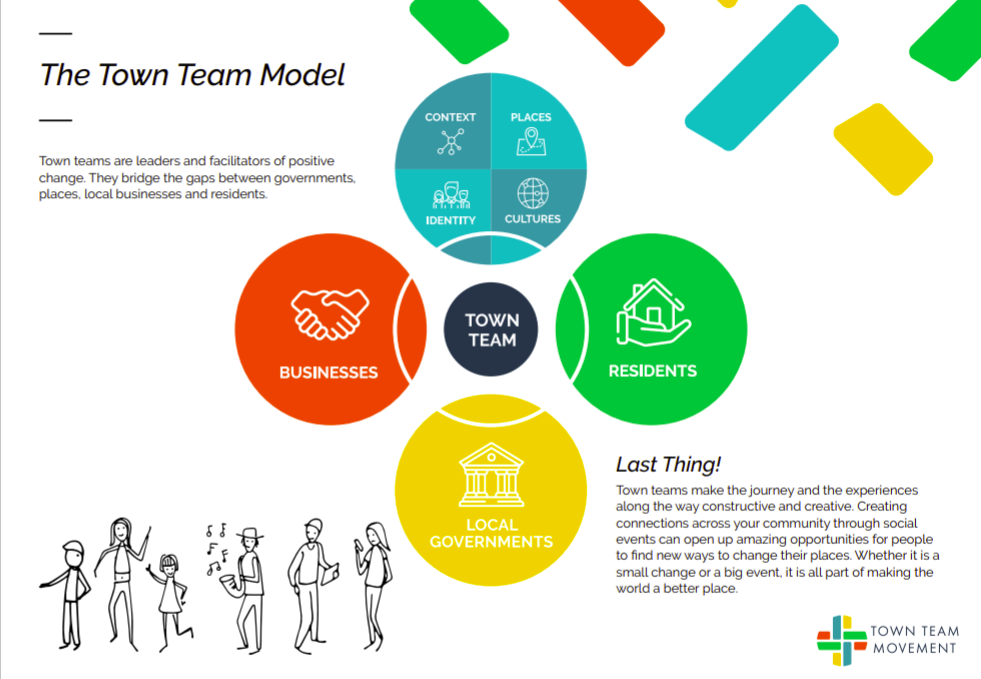 The Town Team Model
Town teams are leaders and facilitators of positive
change. They bridge the gaps between governments,
places, local businesses and residents.
CONTEXT
PLACES
IDENTITY
CULTURES
BUSINESSES
TOWN
TEAM
RESIDENTS
LOCAL
GOVERNMENTS
Last Thing!
Town teams make the journey and the experiences
along the way constructive and creative. Creating
connections across your community through social
events can open up amazing opportunities for people
to find new ways to change their places. Whether it is a
small change or a big event, it is all part of making the
world a better place.
TOWN TEAM
MOVEMENT